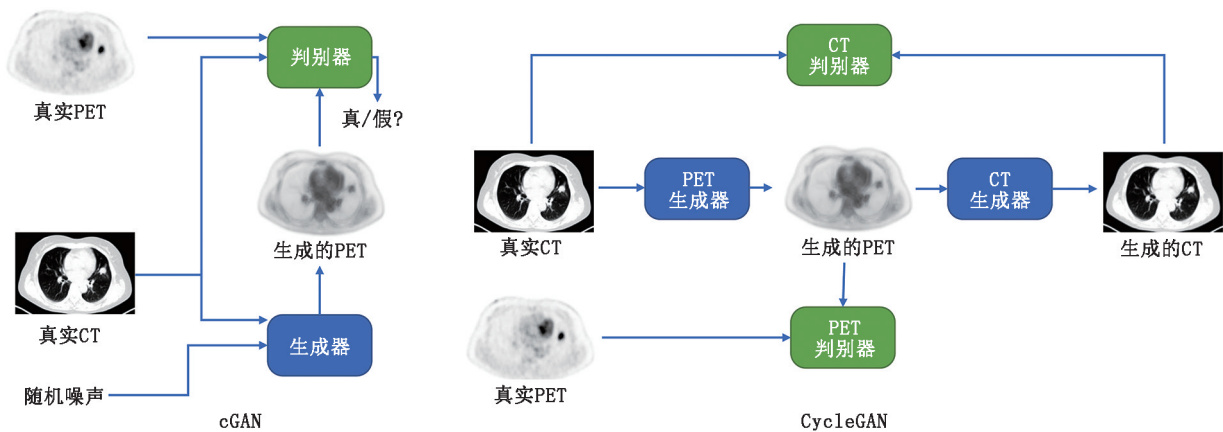 真实PET
判别器
真/假?
生成的PET
真实CT
生成器
随机噪声
cGAN
CT
判别器
真实CT
PET
生成器
生成的PET
CT
生成器
生成的CT
真实PET
PET
判别器
CycleGAN